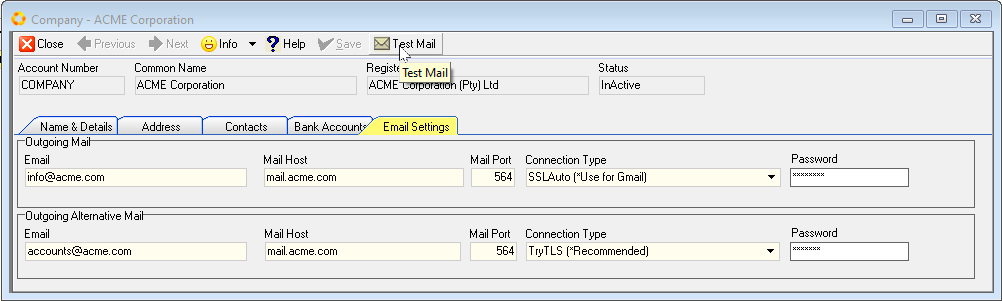 Company - ACME Corporation
Close Previous Next Info Help Save Test Mail
Account Number Common Name Registe Status
Test Mail
COMPANY ACME Corporation ACME Corporation (Pty) Ltd InActive
Name & Details Address Contacts Bank Accounts Email Settings
Outgoing Mail
Email Mail Host Mail Port Connection Type Password
info@acme.com mail.acme.com 564 SSLAuto (*Use for Gmail) ********
Outgoing Alternative Mail
Email Mail Host Mail Port Connection Type Password
accounts@acme.com mail.acme.com 564 TryTLS (*Recommended) *******